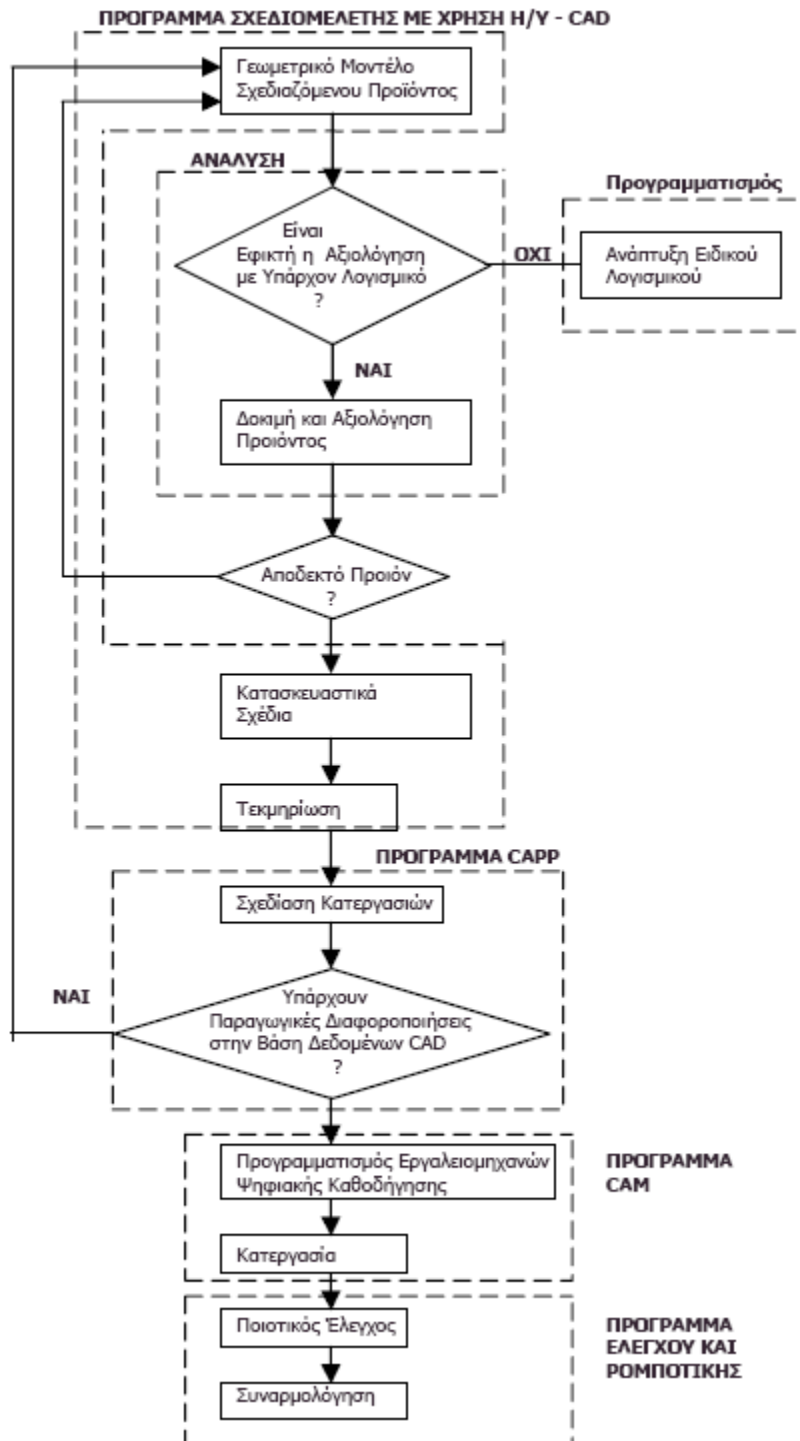 ΠΡΟΓΡΑΜΜΑ ΣΧΕΔΙΟΜΕΛΕΤΗΣ ΜΕ ΧΡΗΣΗ Η/Υ - CAD
Γεωμετρικό Μοντέλο
Σχεδιαζόμενου Προϊόντος
ΑΝΑΛΥΣΗ
Προγραμματισμός
Είναι
Εφικτή η Αξιολόγηση
με Υπάρχον Λογισμικό
?
ΟΧΙ
Ανάπτυξη Ειδικού
Λογισμικού
ΝΑΙ
Δοκιμή και Αξιολόγηση
Προιόντος
Αποδεκτό Προιόν
?
Κατασκευαστικά
Σχέδια
Τεκμηρίωση
ΠΡΟΓΡΑΜΜΑ CAPP
Σχεδίαση Κατεργασιών
ΝΑΙ
Υπάρχουν
Παραγωγικές Διαφοροποιήσεις
στην Βάση Δεδομένων CAD
?
Προγραμματισμός Εργαλειομηχανών
Ψηφιακής Καθοδήγησης
ΠΡΟΓΡΑΜΜΑ
CAM
Κατεργασία
Ποιοτικός Έλεγχος
ΠΡΟΓΡΑΜΜΑ
ΕΛΕΓΧΟΥ ΚΑΙ
ΡΟΜΠΟΤΙΚΗΣ
Συναρμολόγηση